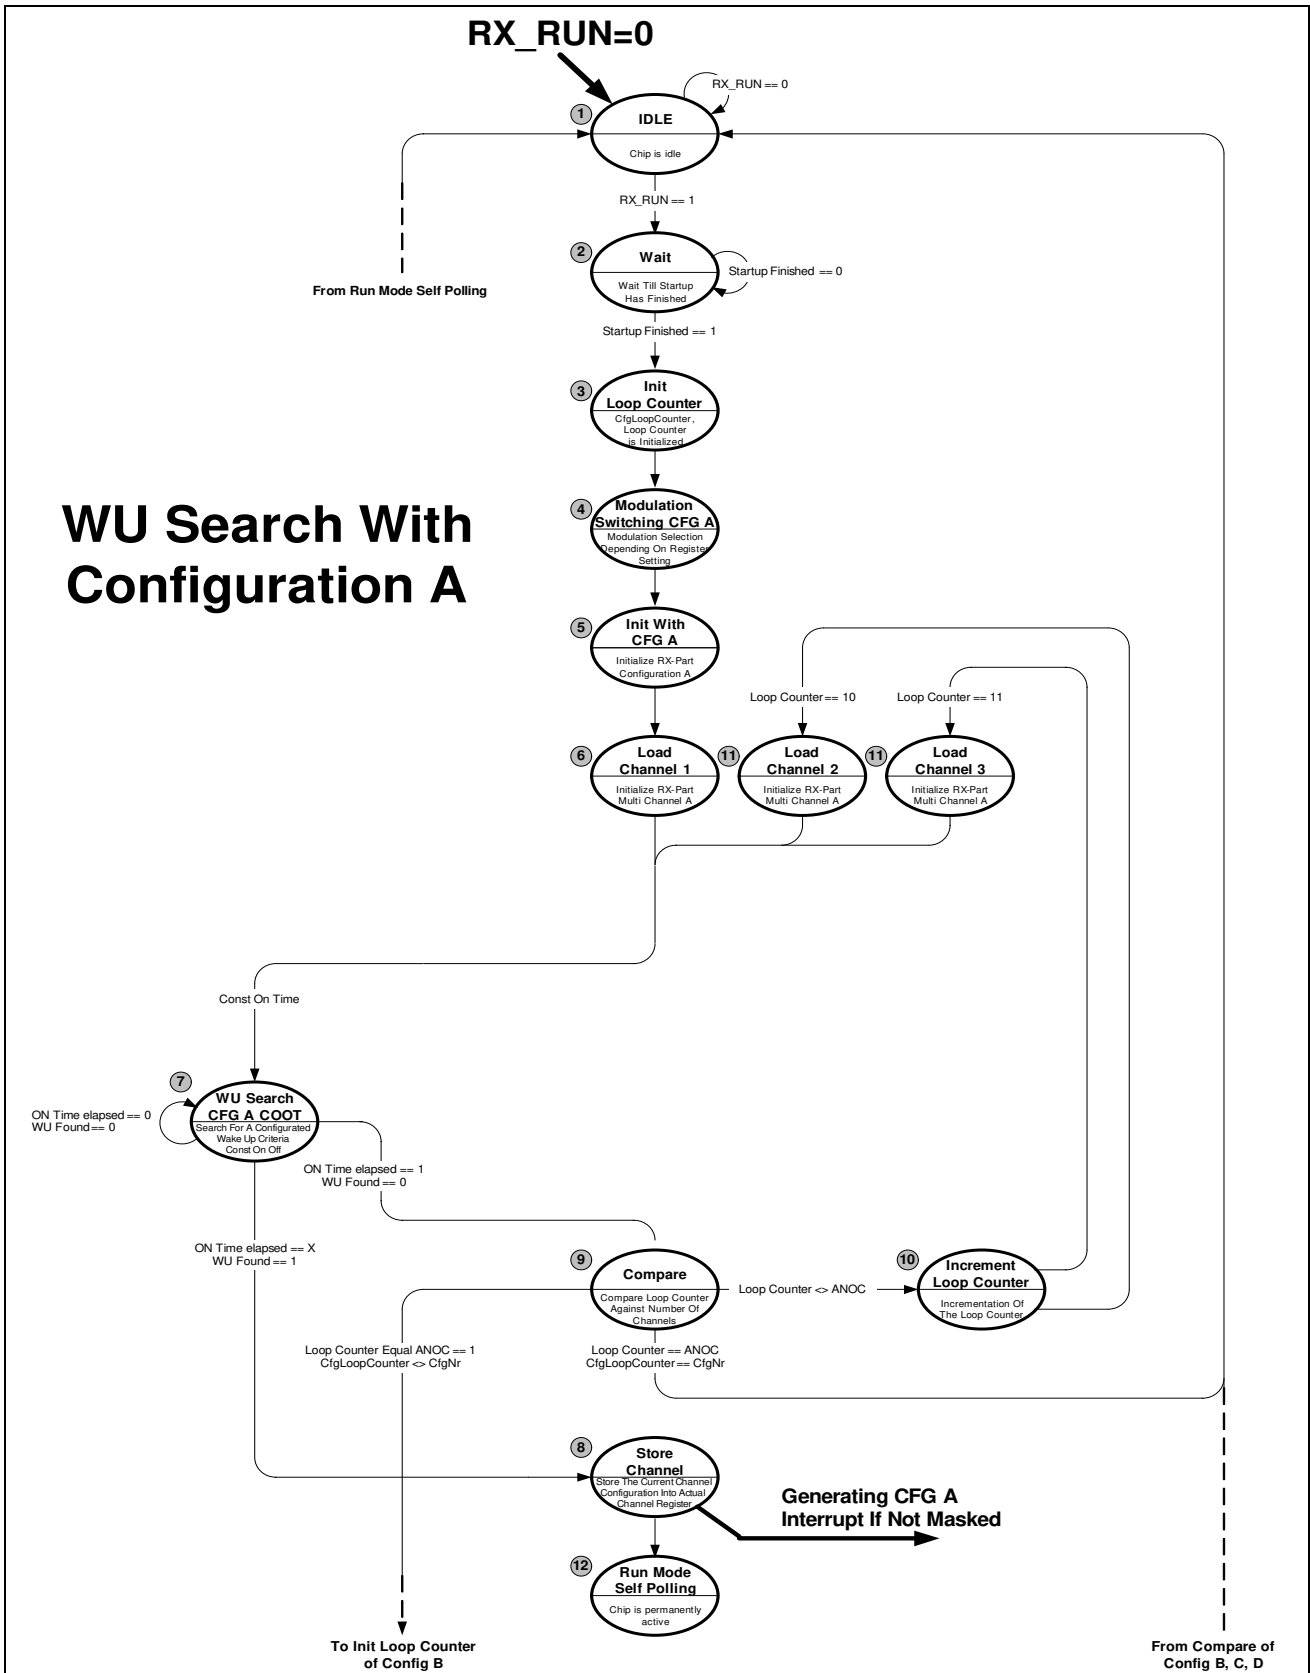 RX_RUN=0
RX_RUN == 0
1
IDLE
Chip is idle
RX_RUN == 1
2
Wait
Startup Finished == 0
Wait Till Startup
Has Finished
From Run Mode Self Polling
Startup Finished == 1
3
Init
Loop Counter
CfgLoopCounter,
Loop Counter
is Initialized
WU Search With
Configuration A
4
Modulation
Switching CFG A
Modulation Selection
Depending On Register
Setting
5
Init With
CFG A
Initialize RX-Part
Configuration A
Loop Counter == 10
Loop Counter == 11
6
Load
Channel 1
Initialize RX-Part
Multi Channel A
11
Load
Channel 2
Initialize RX-Part
Multi Channel A
11
Load
Channel 3
Initialize RX-Part
Multi Channel A
Const On Time
7
WU Search
CFG A COOT
Search For A Configurated
Wake Up Criteria
Const On Off
ON Time elapsed == 0
WU Found == 0
ON Time elapsed == 1
WU Found == 0
ON Time elapsed == X
WU Found == 1
9
Compare
Compare Loop Counter
Against Number Of
Channels
Loop Counter <> ANOC
10
Increment
Loop Counter
Incrementation Of
The Loop Counter
Loop Counter Equal ANOC == 1
CfgLoopCounter <> CfgNr
Loop Counter == ANOC
CfgLoopCounter == CfgNr
8
Store
Channel
Store The Current Channel
Configuration Into Actual
Channel Register
Generating CFG A
Interrupt If Not Masked
12
Run Mode
Self Polling
Chip is permanently
active
To Init Loop Counter
of Config B
From Compare of
Config B, C, D